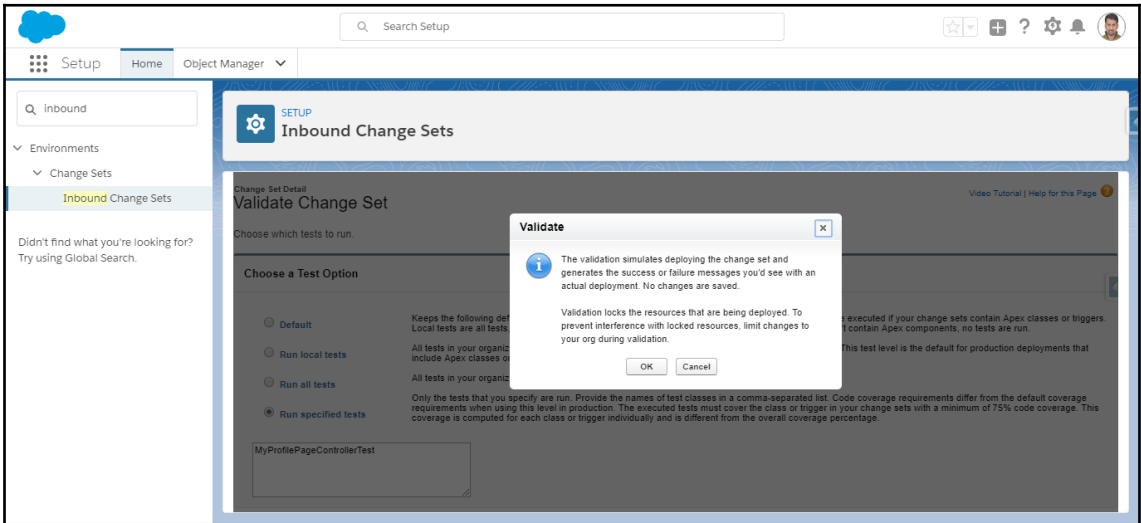 Search Setup
Setup
Home
Object Manager
inbound
Environments
Change Sets
Inbound Change Sets
Didn't find what you're looking for?
Try using Global Search.
SETUP
Inbound Change Sets
Change Set Detail
Validate Change Set
Video Tutorial | Help for this Page
Choose which tests to run.
Choose a Test Option
Default
Keeps the following def
e executed if your change sets contain Apex classes or triggers.
Local tests are all tests
't contain Apex components, no tests are run.
Run local tests
All tests in your organiz
This test level is the default for production deployments that
include Apex classes o
Run all tests
All tests in your organiz
Run specified tests
Only the tests that you specify are run. Provide the names of test classes in a comma-separated list. Code coverage requirements differ from the default coverage
requirements when using this level in production. The executed tests must cover the class or trigger in your change sets with a minimum of 75% code coverage. This
coverage is computed for each class or trigger individually and is different from the overall coverage percentage.
MyProfilePageControllerTest
Validate
The validation simulates deploying the change set and
generates the success or failure messages you'd see with an
actual deployment. No changes are saved.
Validation locks the resources that are being deployed. To
prevent interference with locked resources, limit changes to
your org during validation.
OK
Cancel